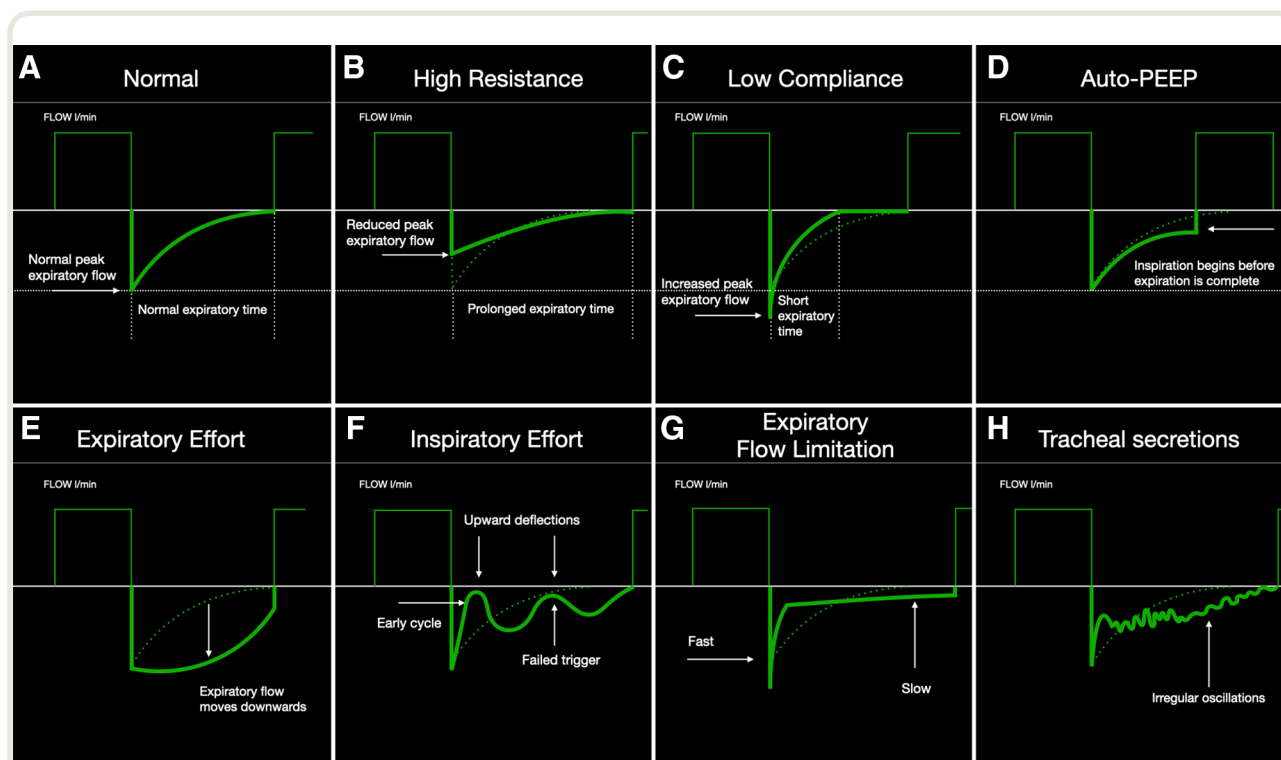 A
Normal
FLOW l/min
Normal peak
expiratory flow
Normal expiratory time
B
High Resistance
FLOW l/min
Reduced peak
expiratory flow
Prolonged expiratory time
C
Low Compliance
FLOW l/min
Increased peak
expiratory flow
Short
expiratory
time
D
Auto-PEEP
FLOW l/min
Inspiration begins before
expiration is complete
E
Expiratory Effort
FLOW l/min
Expiratory flow
moves downwards
F
Inspiratory Effort
FLOW l/min
Upward deflections
Early cycle
Failed trigger
G
Expiratory
Flow Limitation
FLOW l/min
Fast
Slow
H
Tracheal secretions
FLOW l/min
Irregular oscillations